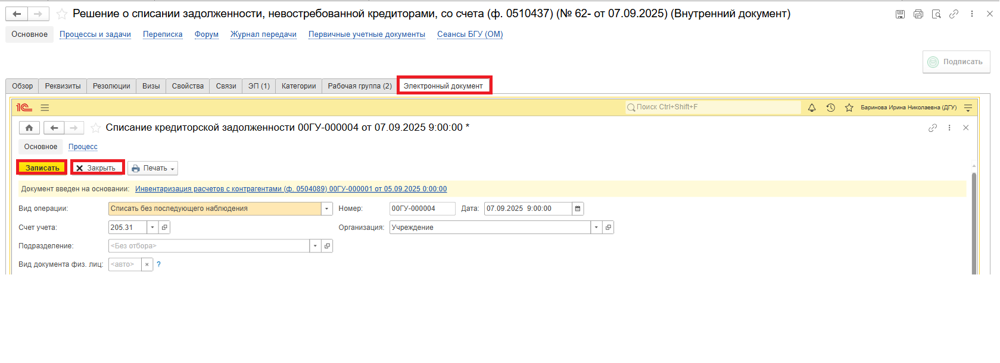 Решение о списании задолженности, невостребованной кредиторами, со счета (ф. 0510437) (№ 62- от 07.09.2025) (Внутренний документ)
Основное Процессы и задачи Переписка Форум Журнал передачи Первичные учетные документы Сеансы БГУ (ОМ)
Подписать
Обзор Реквизиты Резолюции Визы Свойства Связи ЭП (1) Категории Рабочая группа (2) Электронный документ
1С Поиск Ctrl+Shift+F Баринова Ирина Николаевна (ДГУ)
Списание кредиторской задолженности 00ГУ-000004 от 07.09.2025 9:00:00 *
Основное Процесс
Записать Закрыть Печать
Документ введен на основании: Инвентаризация расчетов с контрагентами (ф. 0504089) 00ГУ-000001 от 05.09.2025 0:00:00
Вид операции: Списать без последующего наблюдения Номер: 00ГУ-000004 Дата: 07.09.2025 9:00:00
Счет учета: 205.31 Организация: Учреждение
Подразделение: <Без отбора>
Вид документа физ. лиц: <авто> × ?